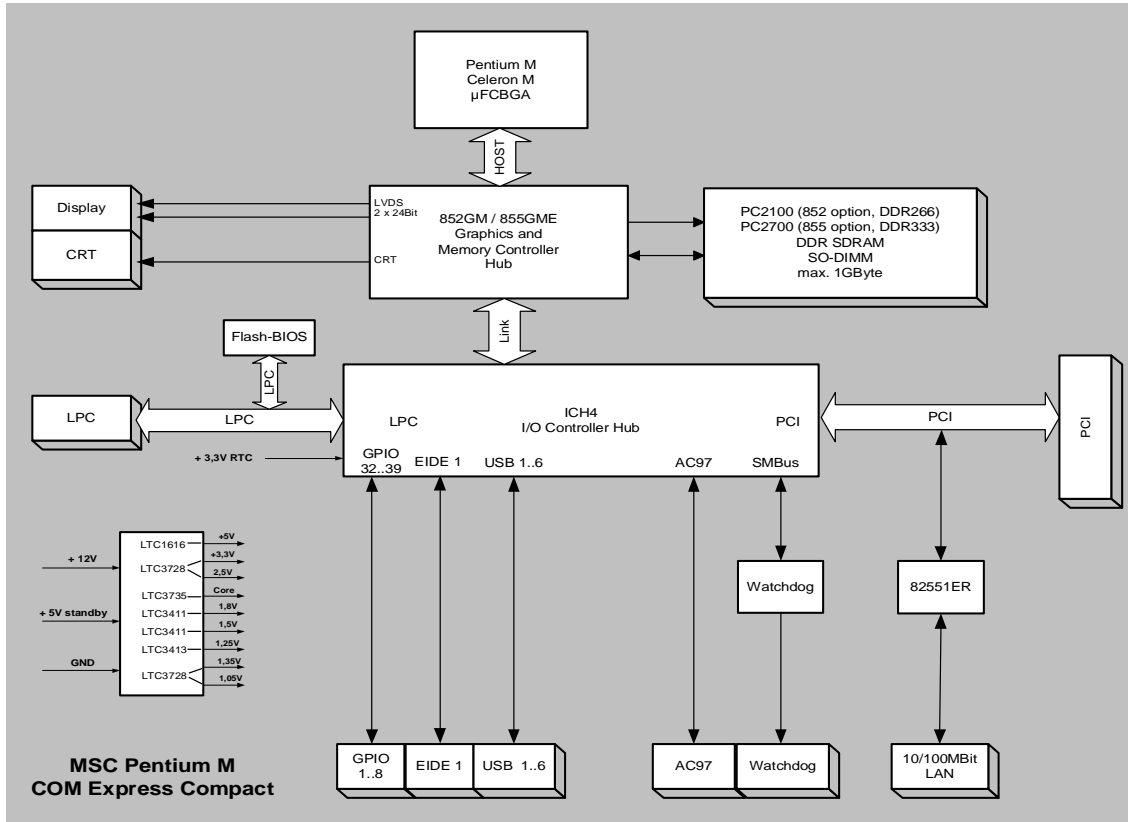 Pentium M
Celeron M
µFCBGA
HOST
Display
CRT
LVDS
2 x 24Bit
CRT
852GM / 855GME
Graphics and
Memory Controller
Hub
PC2100 (852 option, DDR266)
PC2700 (855 option, DDR333)
DDR SDRAM
SO-DIMM
max. 1GByte
Link
Flash-BIOS
LPC
LPC
LPC
LPC
ICH4
I/O Controller Hub
PCI
PCI
PCI
+ 3,3V RTC
GPIO
32..39
EIDE 1
USB 1..6
AC97
SMBus
+ 12V
+ 5V standby
GND
LTC1616
LTC3728
LTC3735
LTC3411
LTC3411
LTC3413
LTC3728
+5V
+3,3V
2,5V
Core
1,8V
1,5V
1,25V
1,35V
1,05V
Watchdog
82551ER
MSC Pentium M
COM Express Compact
GPIO
1..8
EIDE 1
USB 1..6
AC97
Watchdog
10/100MBit
LAN